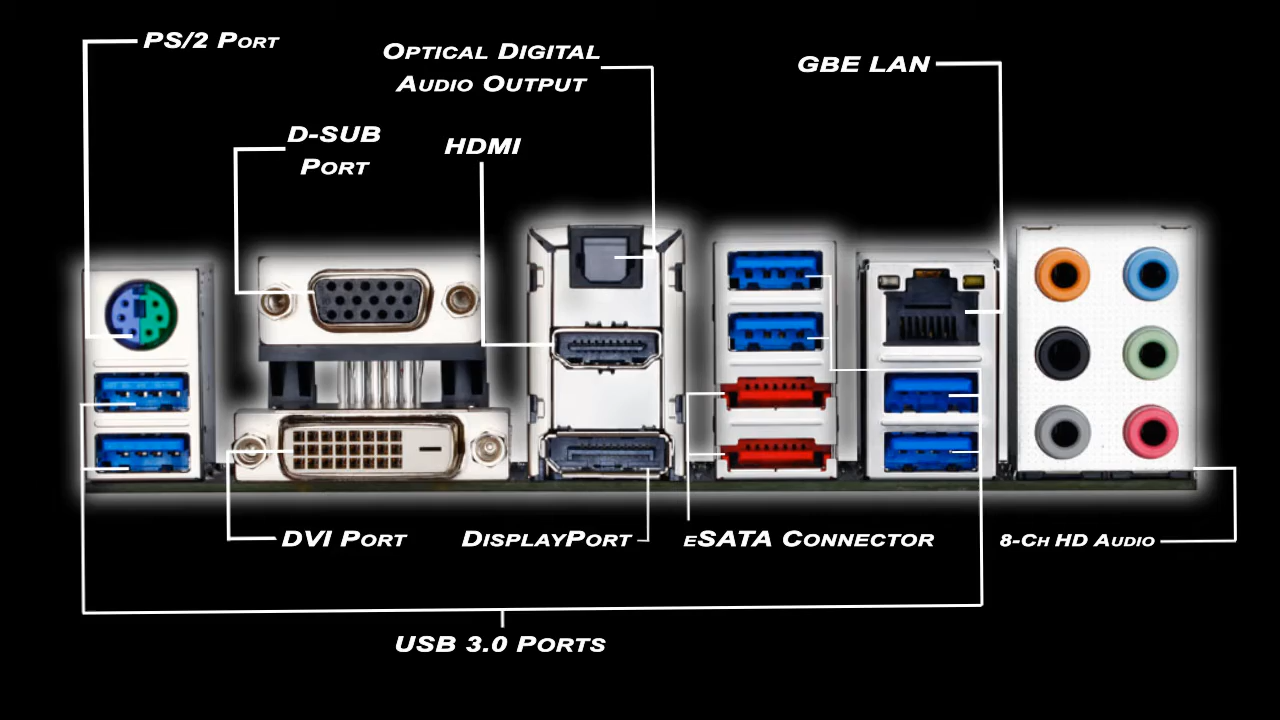 PS/2 Port
Optical Digital
Audio Output
GBE LAN
D-SUB
Port
HDMI
DVI Port
DisplayPort
eSATA Connector
8-Ch HD Audio
USB 3.0 Ports